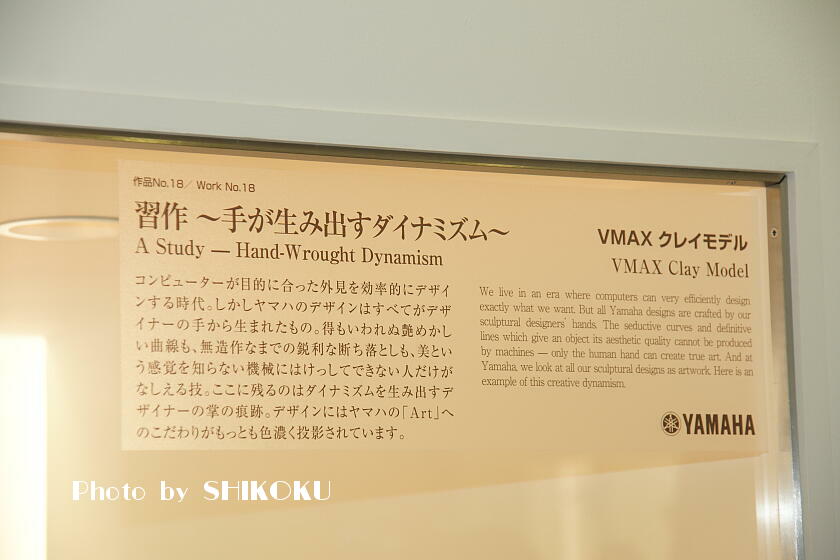 作品No.18/ Work No.18
習作 ～手が生み出すダイナミズム～
A Study — Hand-Wrought Dynamism
コンピューターが目的に合った外見を効率的にデザイ
ンする時代。しかしヤマハのデザインはすべてがデザ
イナーの手から生まれたもの。得もいわれぬ艶めかし
い曲線も、無造作なまでの鋭利な断ち落としも、美とい
う感覚を知らない機械にはけっしてできない人だけが
なしえる技。ここに残るのはダイナミズムを生み出すデ
ザイナーの掌の痕跡。デザインにはヤマハの「Art」へ
のこだわりがもっとも色濃く投影されています。
VMAX クレイモデル
VMAX Clay Model
We live in an era where computers can very efficiently design
exactly what we want. But all Yamaha designs are crafted by our
sculptural designers' hands. The seductive curves and definitive
lines which give an object its aesthetic quality cannot be produced
by machines — only the human hand can create true art. And at
Yamaha, we look at all our sculptural designs as artwork. Here is an
example of this creative dynamism.
YAMAHA
Photo by SHIKOKU